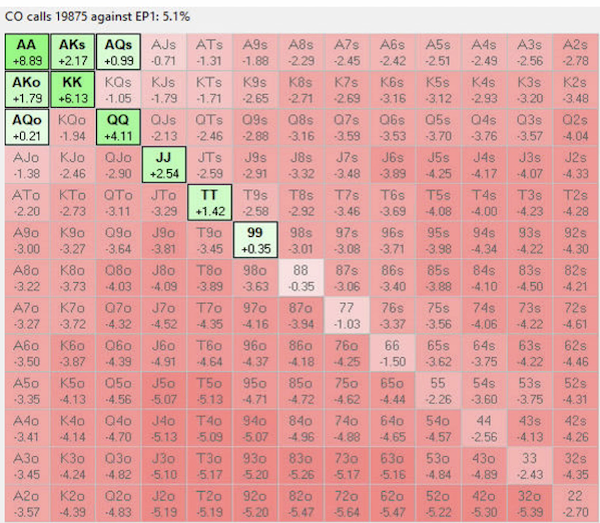 CO calls 19875 against EP1: 5.1%
AA AKs AQs AJs ATs A9s A8s A7s A6s A5s A4s A3s A2s
+8.89 +2.17 +0.99 -0.71 -1.31 -1.88 -2.29 -2.45 -2.42 -2.51 -2.49 -2.56 -2.78
AKo KK KQs KJs KTs K9s K8s K7s K6s K5s K4s K3s K2s
+1.79 +6.13 -1.05 -1.79 -1.71 -2.65 -2.71 -2.69 -3.16 -3.12 -2.93 -3.20 -3.48
AQo KQo QQ QJs QTs Q9s Q8s Q7s Q6s Q5s Q4s Q3s Q2s
+0.21 -1.94 +4.11 -2.13 -2.46 -2.88 -3.16 -3.59 -3.53 -3.70 -3.76 -3.57 -4.04
AJo KJo QJo JJ JTs J9s J8s J7s J6s J5s J4s J3s J2s
-1.38 -2.46 -2.90 +2.54 -2.59 -2.91 -3.32 -3.48 -3.89 -4.25 -4.17 -4.07 -4.33
ATo KTo QTo JTo TT T9s T8s T7s T6s T5s T4s T3s T2s
-2.20 -2.73 -3.11 -3.29 +1.42 -2.58 -2.92 -3.46 -3.69 -4.08 -4.00 -4.23 -4.28
A9o K9o Q9o J9o T9o 99 98s 97s 96s 95s 94s 93s 92s
-3.00 -3.27 -3.64 -3.81 -3.45 +0.35 -3.01 -3.08 -3.71 -3.98 -4.34 -4.22 -4.30
A8o K8o Q8o J8o T8o 98o 88 87s 86s 85s 84s 83s 82s
-3.22 -3.73 -4.03 -4.09 -3.89 -3.63 -0.35 -3.06 -3.40 -3.88 -4.10 -4.50 -4.21
A7o K7o Q7o J7o T7o 97o 87o 77 76s 75s 74s 73s 72s
-3.27 -3.72 -4.32 -4.52 -4.35 -4.16 -3.94 -1.03 -3.37 -3.56 -4.06 -4.22 -4.61
A6o K6o Q6o J6o T6o 96o 86o 76o 66 65s 64s 63s 62s
-3.50 -3.87 -4.39 -4.91 -4.64 -4.37 -4.18 -4.25 -1.50 -3.62 -3.75 -4.22 -4.46
A5o K5o Q5o J5o T5o 95o 85o 75o 65o 55 54s 53s 52s
-3.35 -4.13 -4.56 -5.07 -5.13 -4.71 -4.72 -4.62 -4.44 -2.26 -3.60 -3.75 -4.31
A4o K4o Q4o J4o T4o 94o 84o 74o 64o 54o 44 43s 42s
-3.41 -4.14 -4.70 -5.13 -5.09 -5.07 -4.96 -4.88 -4.65 -4.57 -2.56 -4.13 -4.26
A3o K3o Q3o J3o T3o 93o 83o 73o 63o 53o 43o 33 32s
-3.45 -4.24 -4.82 -5.10 -5.17 -5.20 -5.26 -5.17 -5.16 -4.84 -4.89 -2.43 -4.35
A2o K2o Q2o J2o T2o 92o 82o 72o 62o 52o 42o 32o 22
-3.57 -4.39 -4.83 -5.19 -5.19 -5.20 -5.47 -5.64 -5.47 -5.22 -5.30 -5.39 -2.70